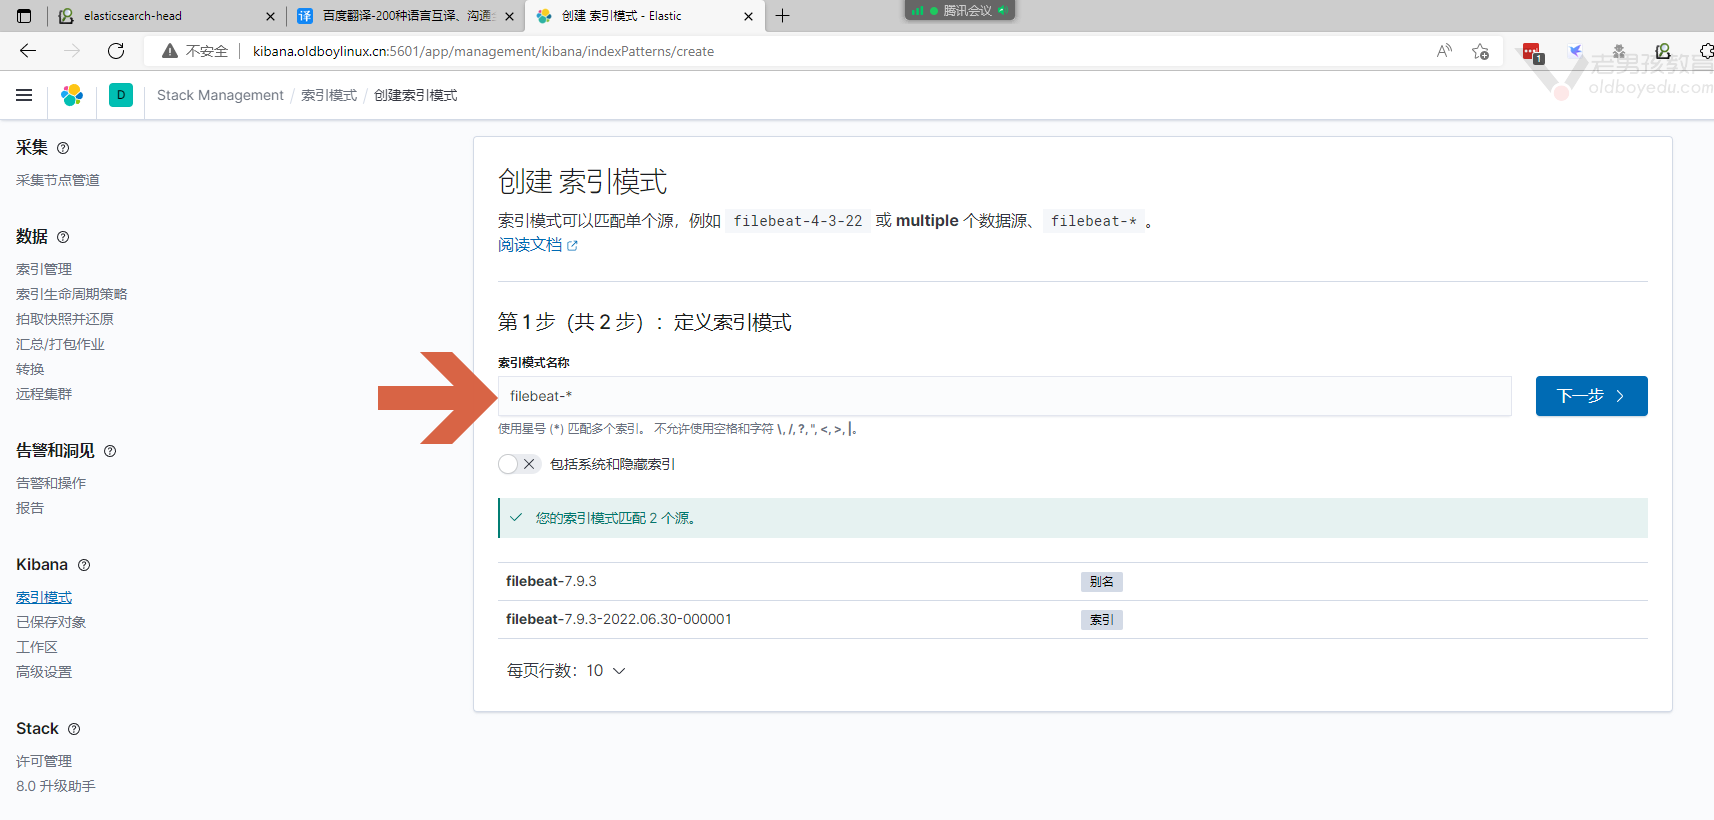 elasticsearch-head
百度翻译-200种语言互译、沟通全
创建 索引模式 - Elastic
腾讯会议
不安全
kibana.oldboylinux.cn:5601/app/management/kibana/indexPatterns/create
1
老男孩教育
oldboyedu.com
D
Stack Management / 索引模式 / 创建索引模式
采集
采集节点管道
数据
索引管理
索引生命周期策略
拍取快照并还原
汇总/打包作业
转换
远程集群
告警和洞见
告警和操作
报告
Kibana
索引模式
已保存对象
工作区
高级设置
Stack
许可管理
8.0 升级助手
创建 索引模式
索引模式可以匹配单个源，例如 filebeat-4-3-22 或 multiple 个数据源、 filebeat-* 。
阅读文档
第 1 步（共 2 步）：定义索引模式
索引模式名称
filebeat-*
下一步
使用星号 (*) 匹配多个索引。 不允许使用空格和字符 \, /, ?, ", <, >, |。
包括系统和隐藏索引
您的索引模式匹配 2 个源。
filebeat-7.9.3 别名
filebeat-7.9.3-2022.06.30-000001 索引
每页行数：10